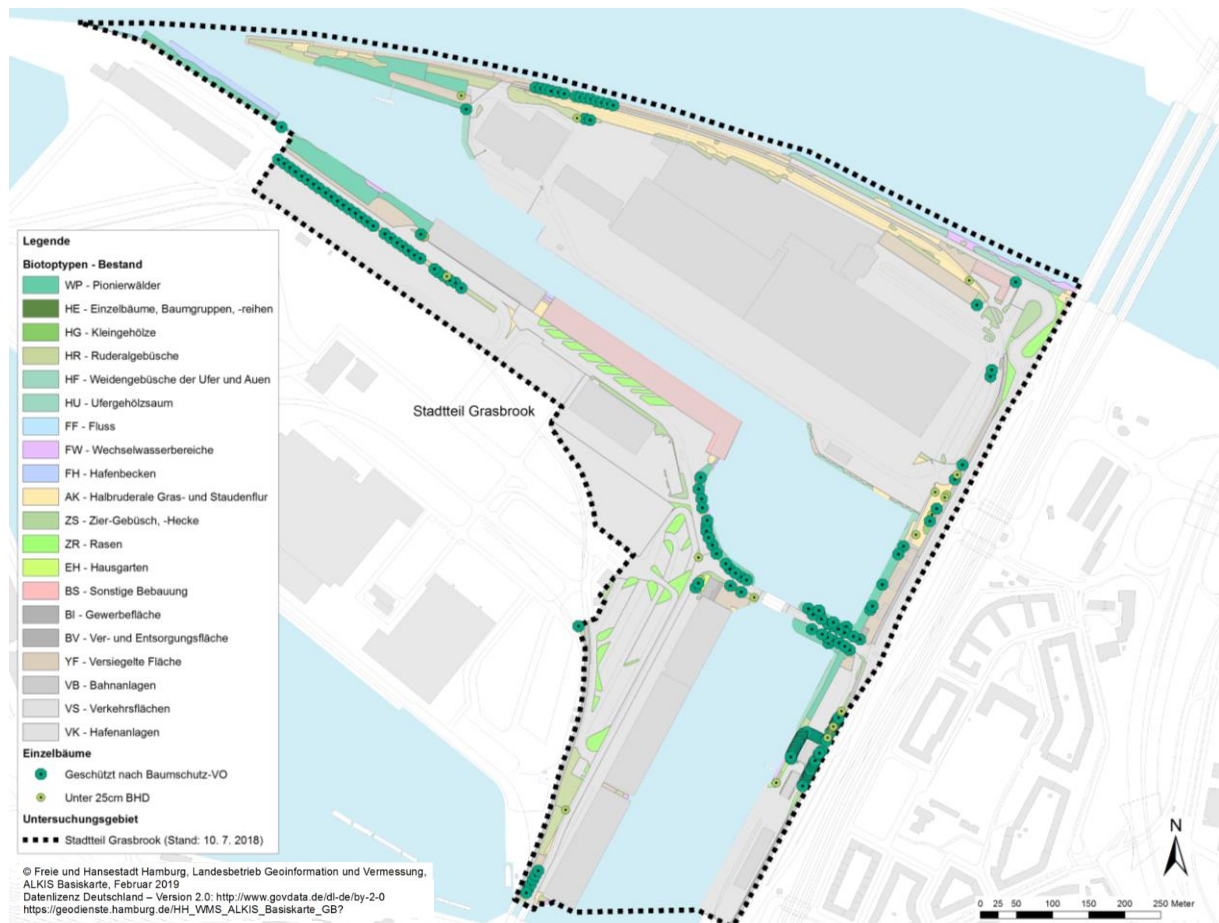 Legende
Biotoptypen - Bestand
WP - Pionierwälder
HE - Einzelbäume, Baumgruppen, -reihen
HG - Kleingehölze
HR - Ruderalgebüsche
HF - Weidengebüsche der Ufer und Auen
HU - Ufergehölzsaum
FF - Fluss
FW - Wechselwasserbereiche
FH - Hafenbecken
AK - Halbruderale Gras- und Staudenflur
ZS - Zier-Gebüsch, -Hecke
ZR - Rasen
EH - Hausgarten
BS - Sonstige Bebauung
BI - Gewerbefläche
BV - Ver- und Entsorgungsfläche
YF - Versiegelte Fläche
VB - Bahnanlagen
VS - Verkehrsflächen
VK - Hafenanlagen
Einzelbäume
Geschützt nach Baumschutz-VO
Unter 25cm BHD
Untersuchungsgebiet
Stadtteil Grasbrook (Stand: 10. 7. 2018)
Stadtteil Grasbrook
© Freie und Hansestadt Hamburg, Landesbetrieb Geoinformation und Vermessung,
ALKIS Basiskarte, Februar 2019
Datenlizenz Deutschland – Version 2.0: http://www.govdata.de/dl-de/by-2-0
https://geodienste.hamburg.de/HH_WMS_ALKIS_Basiskarte_GB?
N
0 25 50 100 150 200 250 Meter